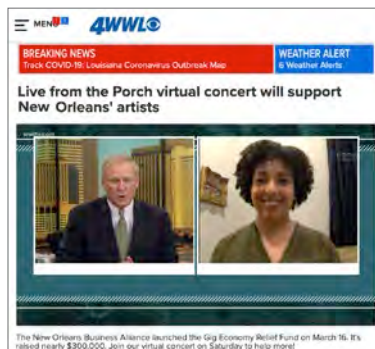 MENU
4WWL
BREAKING NEWS
Track COVID-19: Louisiana Coronavirus Outbreak Map
WEATHER ALERT
6 Weather Alerts
Live from the Porch virtual concert will support
New Orleans' artists
The New Orleans Business Alliance launched the Gig Economy Relief Fund on March 16. It's
raised nearly $300,000. Join our virtual concert on Saturday to help more!